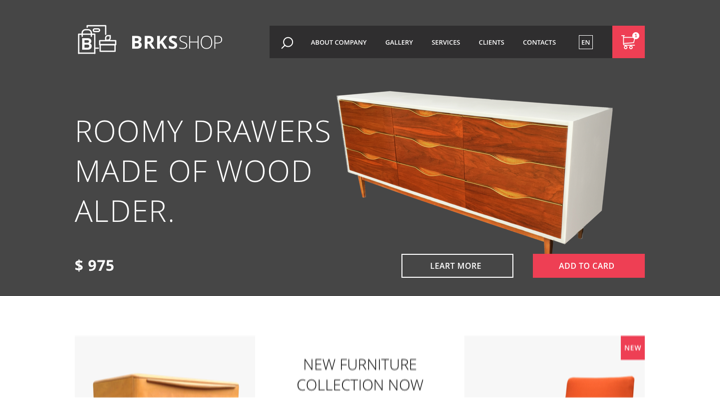 BRKSSHOP
ABOUT COMPANY GALLERY SERVICES CLIENTS CONTACTS EN
ROOMY DRAWERS
MADE OF WOOD
ALDER.
$ 975
LEART MORE
ADD TO CARD
NEW FURNITURE
COLLECTION NOW
NEW